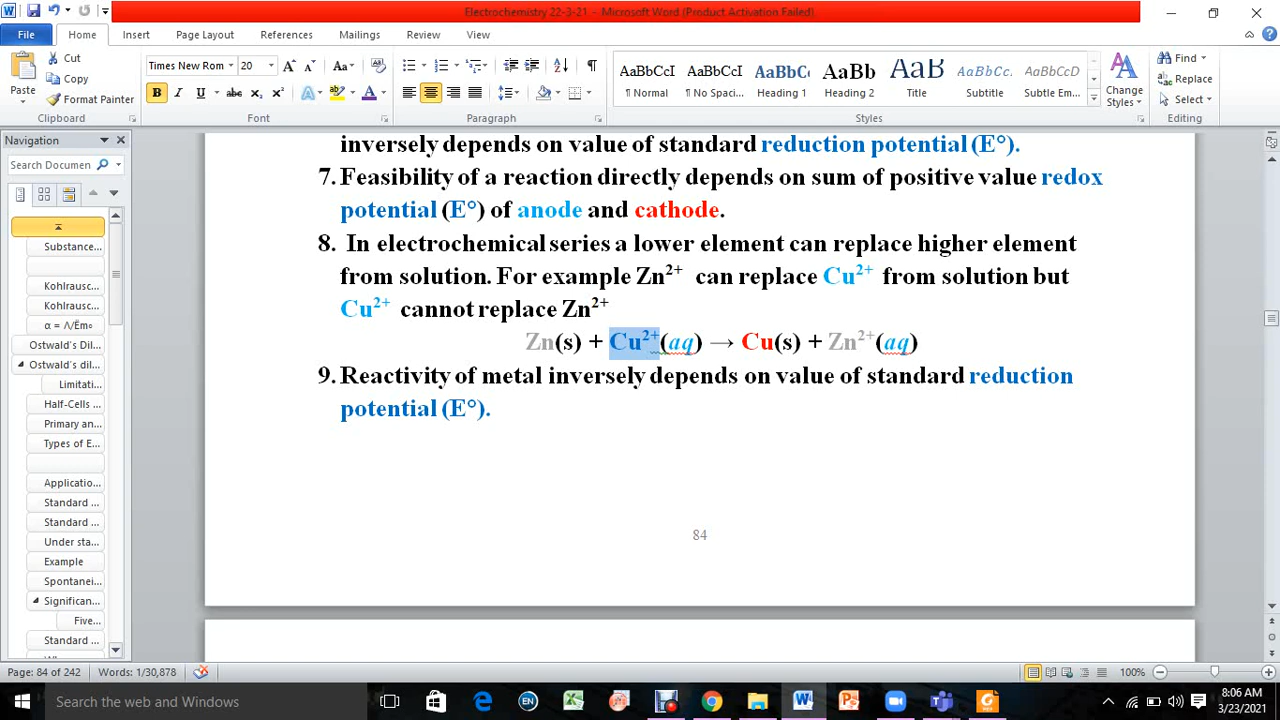 Electrochemistry 22-3-21 - Microsoft Word (Product Activation Failed)
File Home Insert Page Layout References Mailings Review View
Cut
Copy
Format Painter
Paste
Clipboard
Times New Rom 20
Font
Paragraph
AaBbCcI AaBbCcI AaBbC AaBbC AaB AaBbCc. AaBbCcD
¶ Normal ¶ No Spaci... Heading 1 Heading 2 Title Subtitle Subtle Em...
Styles
Change Styles
Find
Replace
Select
Editing
Navigation
Search Documen
Substance...
Kohlraus...
Kohlraus...
α = Λ/Ëm∘
Ostwald's Dil...
Ostwald's dil...
Limitati...
Half-Cells ...
Primary an...
Types of E...
Applicatio...
Standard ...
Standard ...
Under sta...
Example
Spontanei...
Significan...
Five...
Standard ...
inversely depends on value of standard reduction potential (E°).
7. Feasibility of a reaction directly depends on sum of positive value redox
potential (E°) of anode and cathode.
8. In electrochemical series a lower element can replace higher element
from solution. For example Zn²⁺ can replace Cu²⁺ from solution but
Cu²⁺ cannot replace Zn²⁺
Zn(s) + Cu²⁺(aq) → Cu(s) + Zn²⁺(aq)
9. Reactivity of metal inversely depends on value of standard reduction
potential (E°).
84
Page: 84 of 242 Words: 1/30,878 100%
Search the web and Windows
8:06 AM
3/23/2021